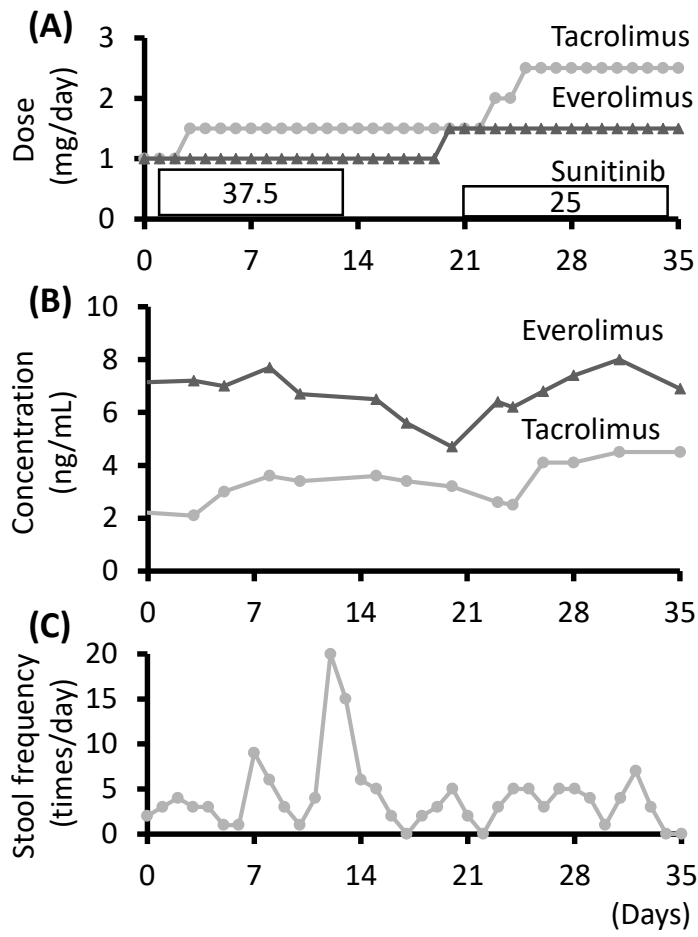 (A)
Dose
(mg/day)
3
2
1
0
Tacrolimus
Everolimus
Sunitinib
37.5
25
0 7 14 21 28 35
(B)
Concentration
(ng/mL)
10
8
6
4
2
0
Everolimus
Tacrolimus
0 7 14 21 28 35
(C)
Stool frequency
(times/day)
20
15
10
5
0
0 7 14 21 28 35
(Days)